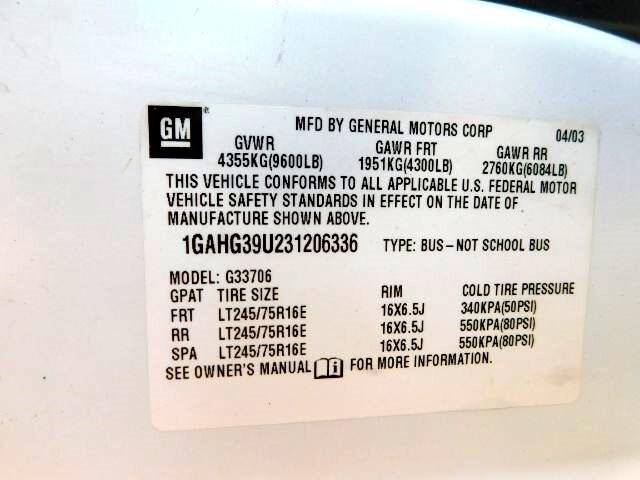 GM ® MFD BY GENERAL MOTORS CORP 04/03
GVWR GAWR FRT GAWR RR
4355KG(9600LB) 1951KG(4300LB) 2760KG(6084LB)
THIS VEHICLE CONFORMS TO ALL APPLICABLE U.S. FEDERAL MOTOR
VEHICLE SAFETY STANDARDS IN EFFECT ON THE DATE OF
MANUFACTURE SHOWN ABOVE.
1GAHG39U231206336 TYPE: BUS – NOT SCHOOL BUS
MODEL: G33706
GPAT TIRE SIZE RIM COLD TIRE PRESSURE
FRT LT245/75R16E 16X6.5J 340KPA(50PSI)
RR LT245/75R16E 16X6.5J 550KPA(80PSI)
SPA LT245/75R16E 16X6.5J 550KPA(80PSI)
SEE OWNER'S MANUAL i FOR MORE INFORMATION.